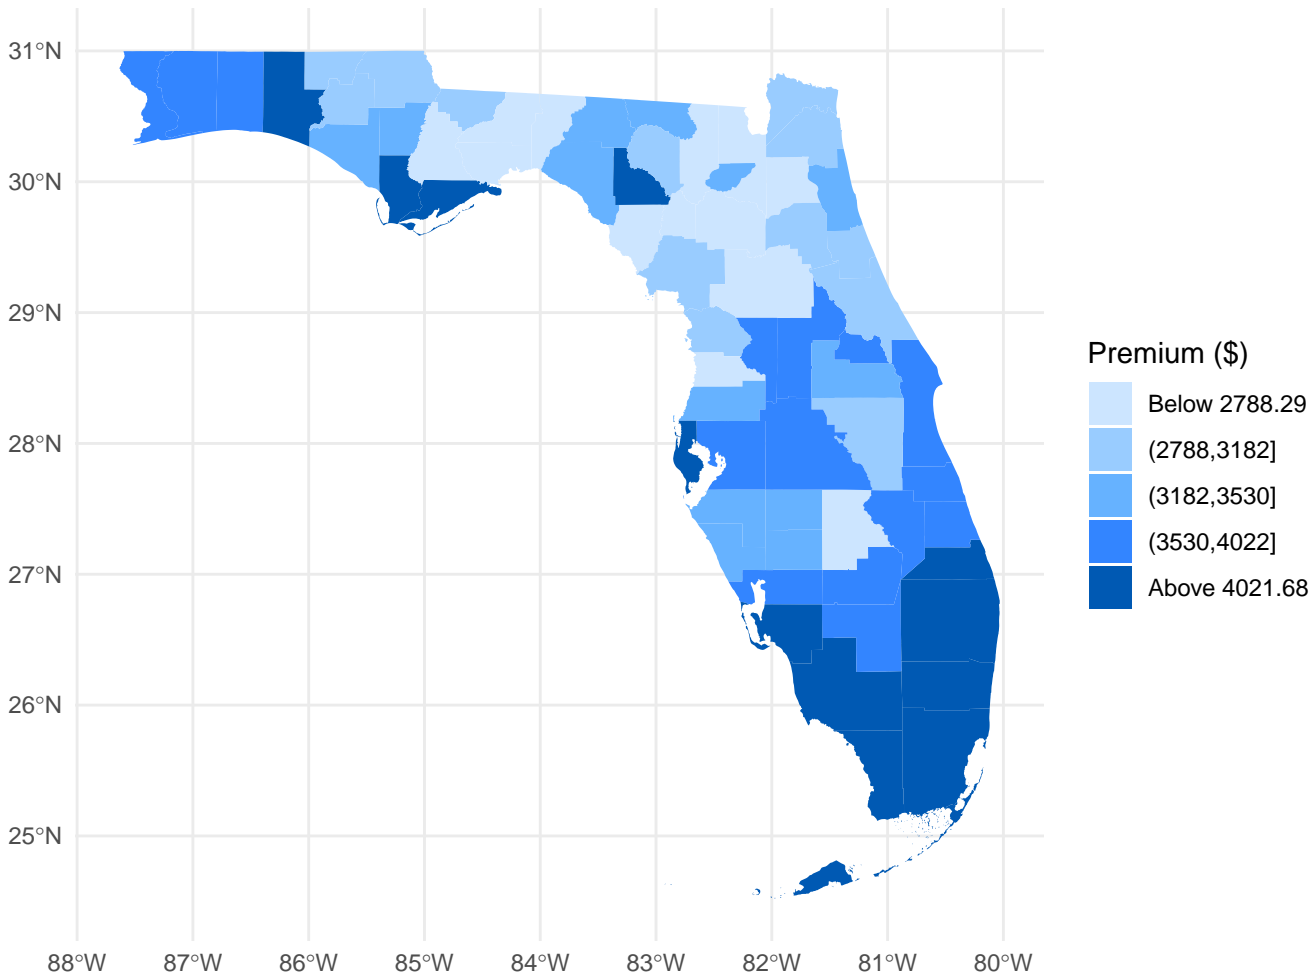 31°N
30°N
29°N
28°N
27°N
26°N
25°N
88°W 87°W 86°W 85°W 84°W 83°W 82°W 81°W 80°W
Premium ($)
Below 2788.29
(2788,3182]
(3182,3530]
(3530,4022]
Above 4021.68